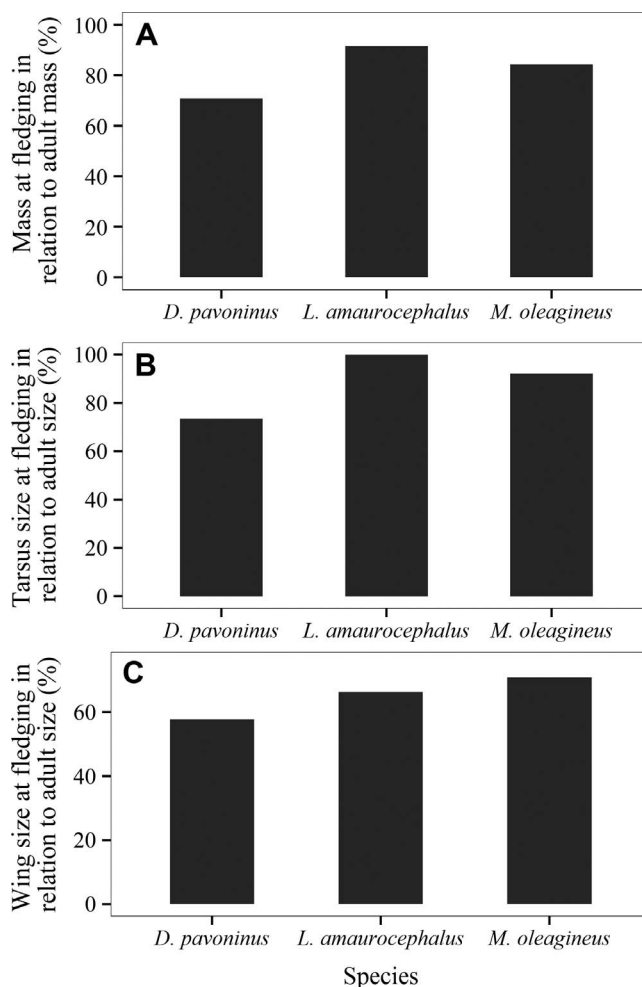 A
Mass at fledging in
relation to adult mass (%)
100
80
60
40
20
0
D. pavoninus L. amaurocephalus M. oleagineus
B
Tarsus size at fledging in
relation to adult size (%)
100
80
60
40
20
0
D. pavoninus L. amaurocephalus M. oleagineus
C
Wing size at fledging in
relation to adult size (%)
60
40
20
0
D. pavoninus L. amaurocephalus M. oleagineus
Species